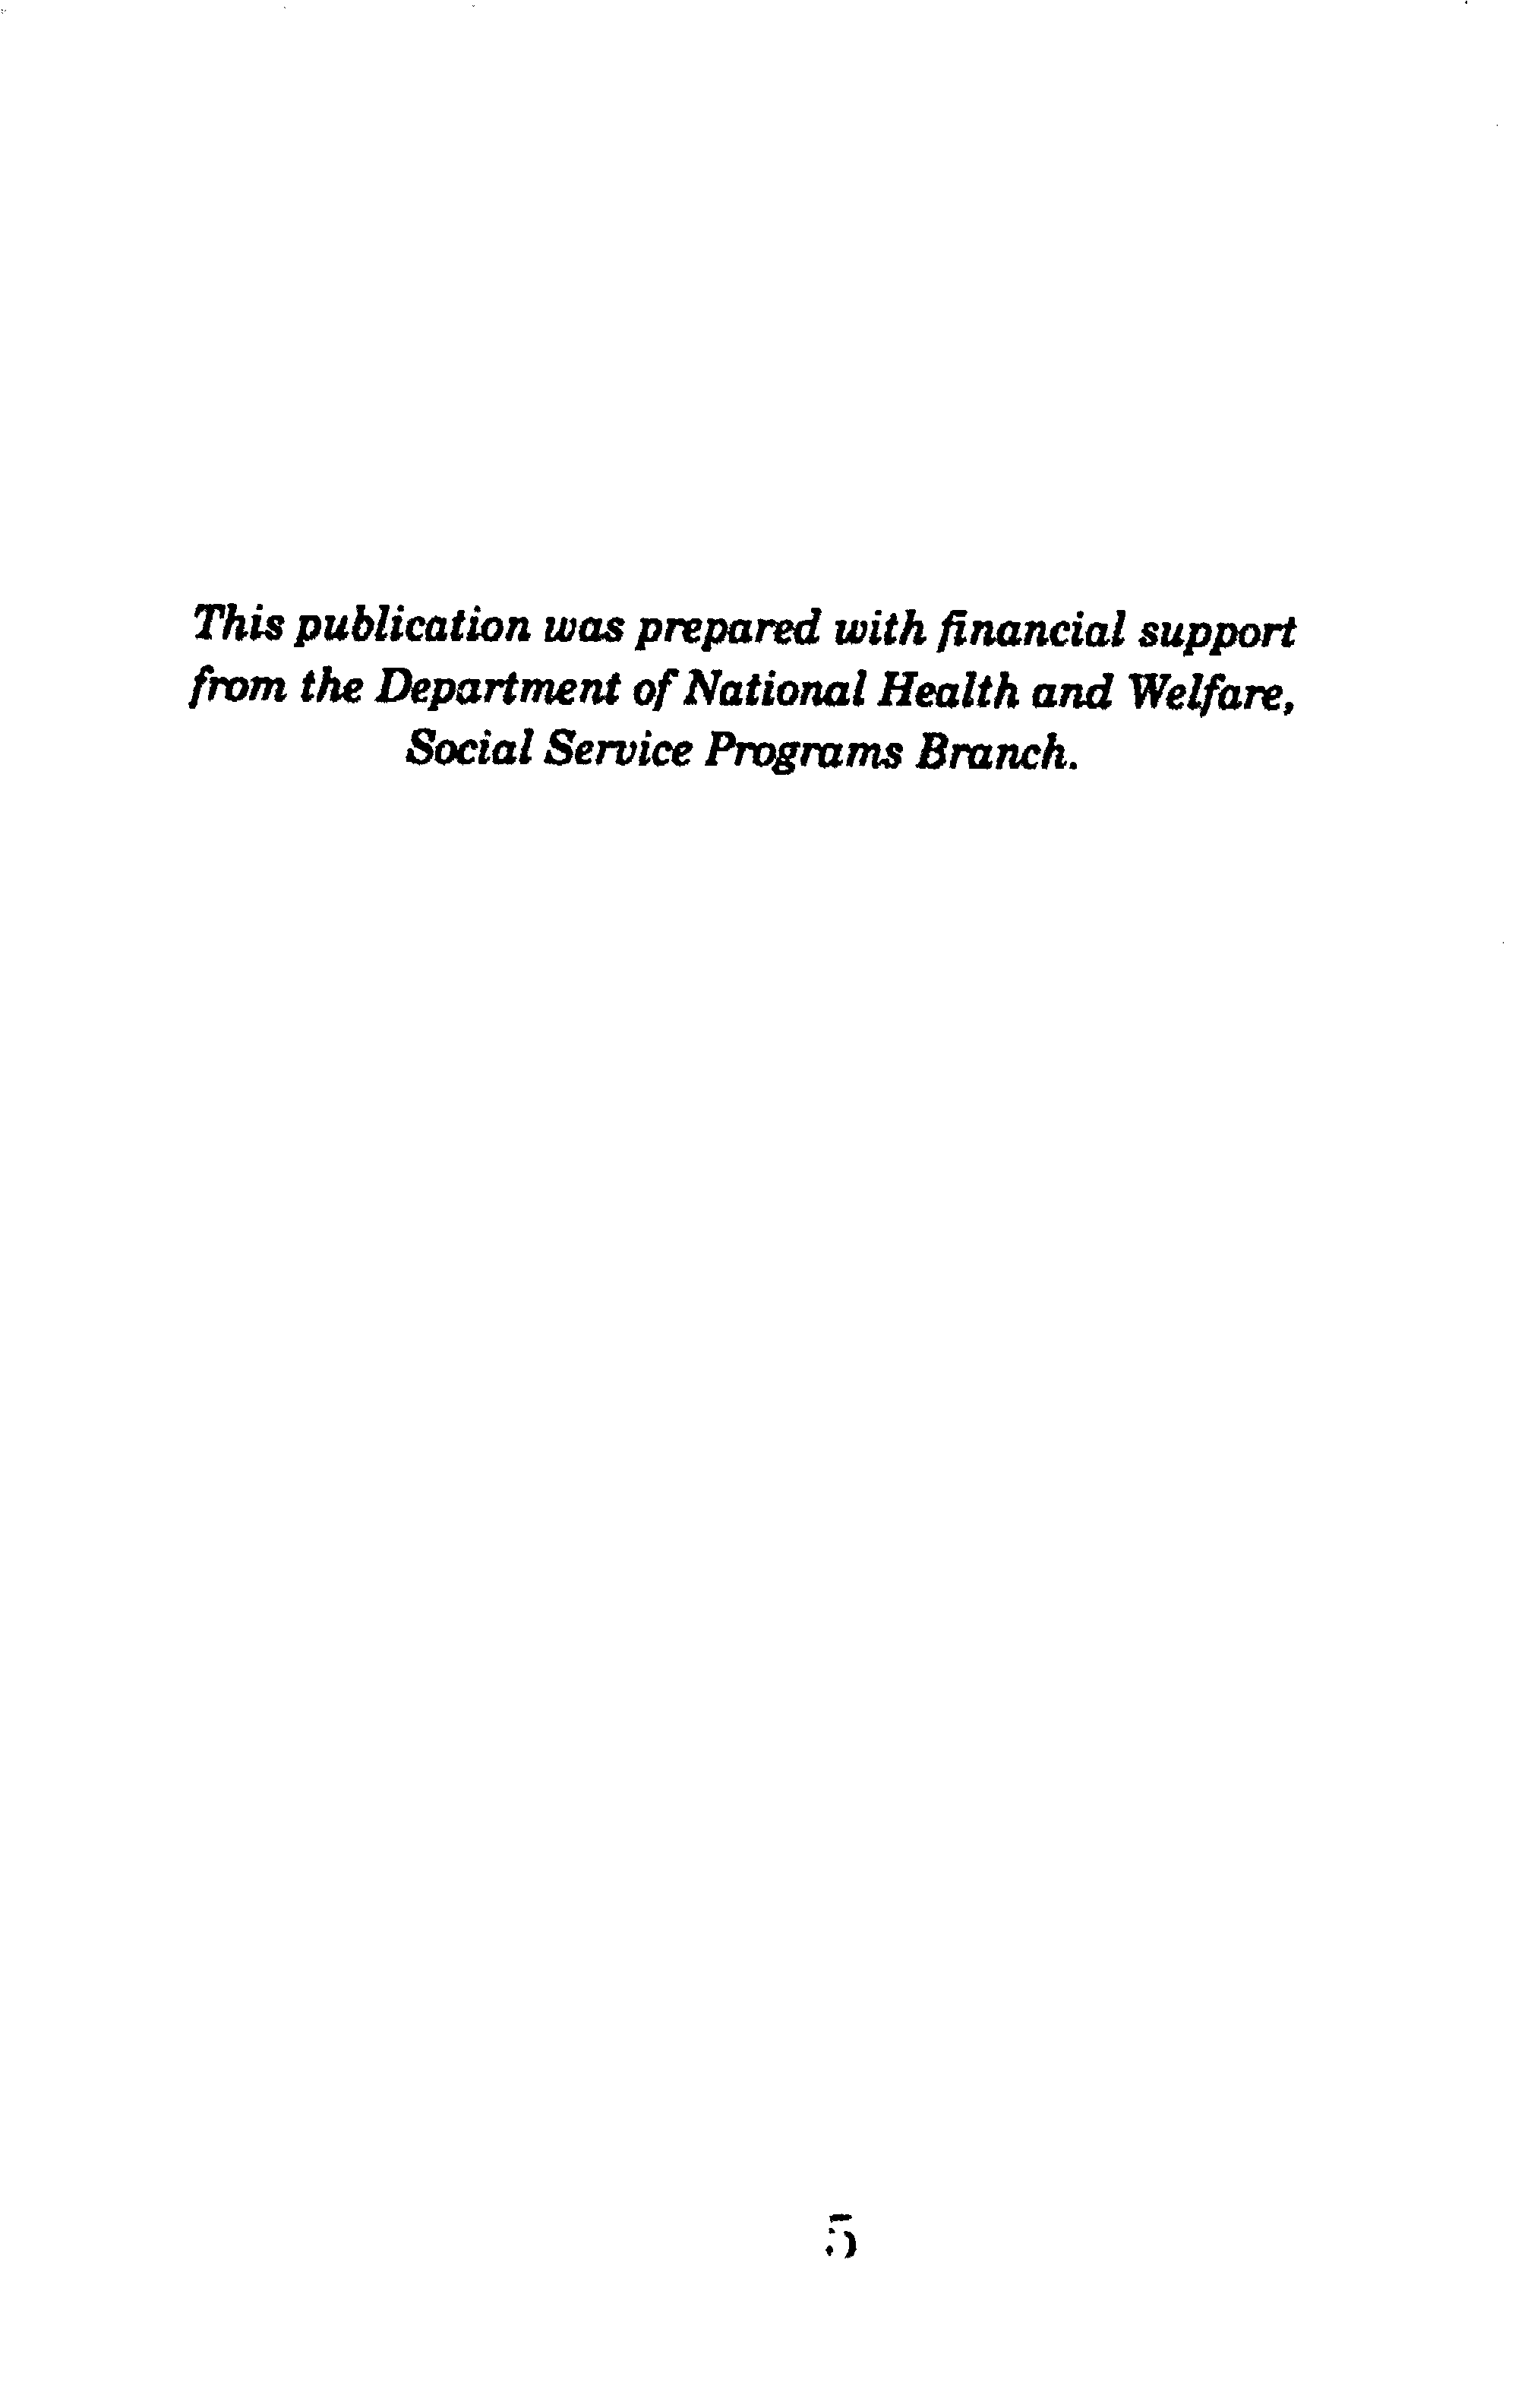 This publication was prepared with financial support
from the Department of National Health and Welfare,
Social Service Programs Branch.
5